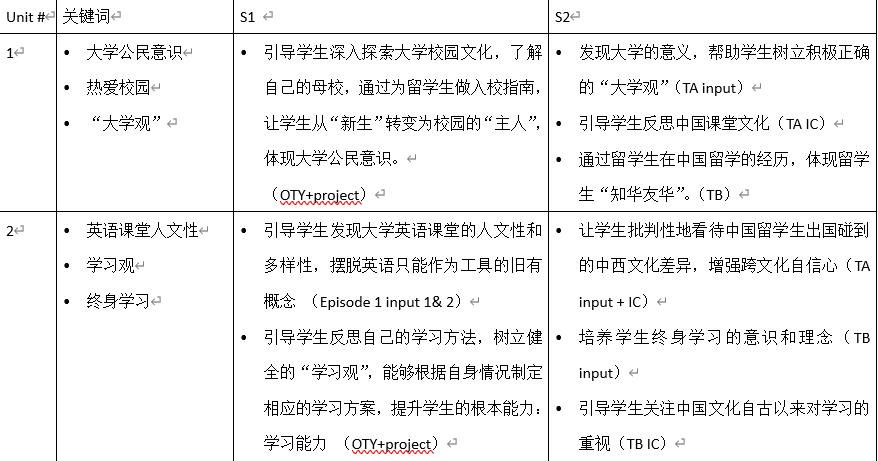 Unit # 关键词 S1 S2
1
• 大学公民意识
• 热爱校园
• “大学观”
• 引导学生深入探索大学校园文化，了解
自己的母校，通过为留学生做入校指南，
让学生从“新生”转变为校园的“主人”，
体现大学公民意识。
（OTY+project）
• 发现大学的意义，帮助学生树立积极正确
的“大学观”（TA input）
• 引导学生反思中国课堂文化（TA IC）
• 通过留学生在中国留学的经历，体现留学
生“知华友华”。（TB）
2
• 英语课堂人文性
• 学习观
• 终身学习
• 引导学生发现大学英语课堂的人文性和
多样性，摆脱英语只能作为工具的旧有
概念 （Episode 1 input 1& 2）
• 引导学生反思自己的学习方法，树立健
全的“学习观”，能够根据自身情况制定
相应的学习方案，提升学生的根本能力：
学习能力 （OTY+project）
• 让学生批判性地看待中国留学生出国碰到
的中西文化差异，增强跨文化自信心（TA
input + IC）
• 培养学生终身学习的意识和理念（TB
input）
• 引导学生关注中国文化自古以来对学习的
重视（TB IC）